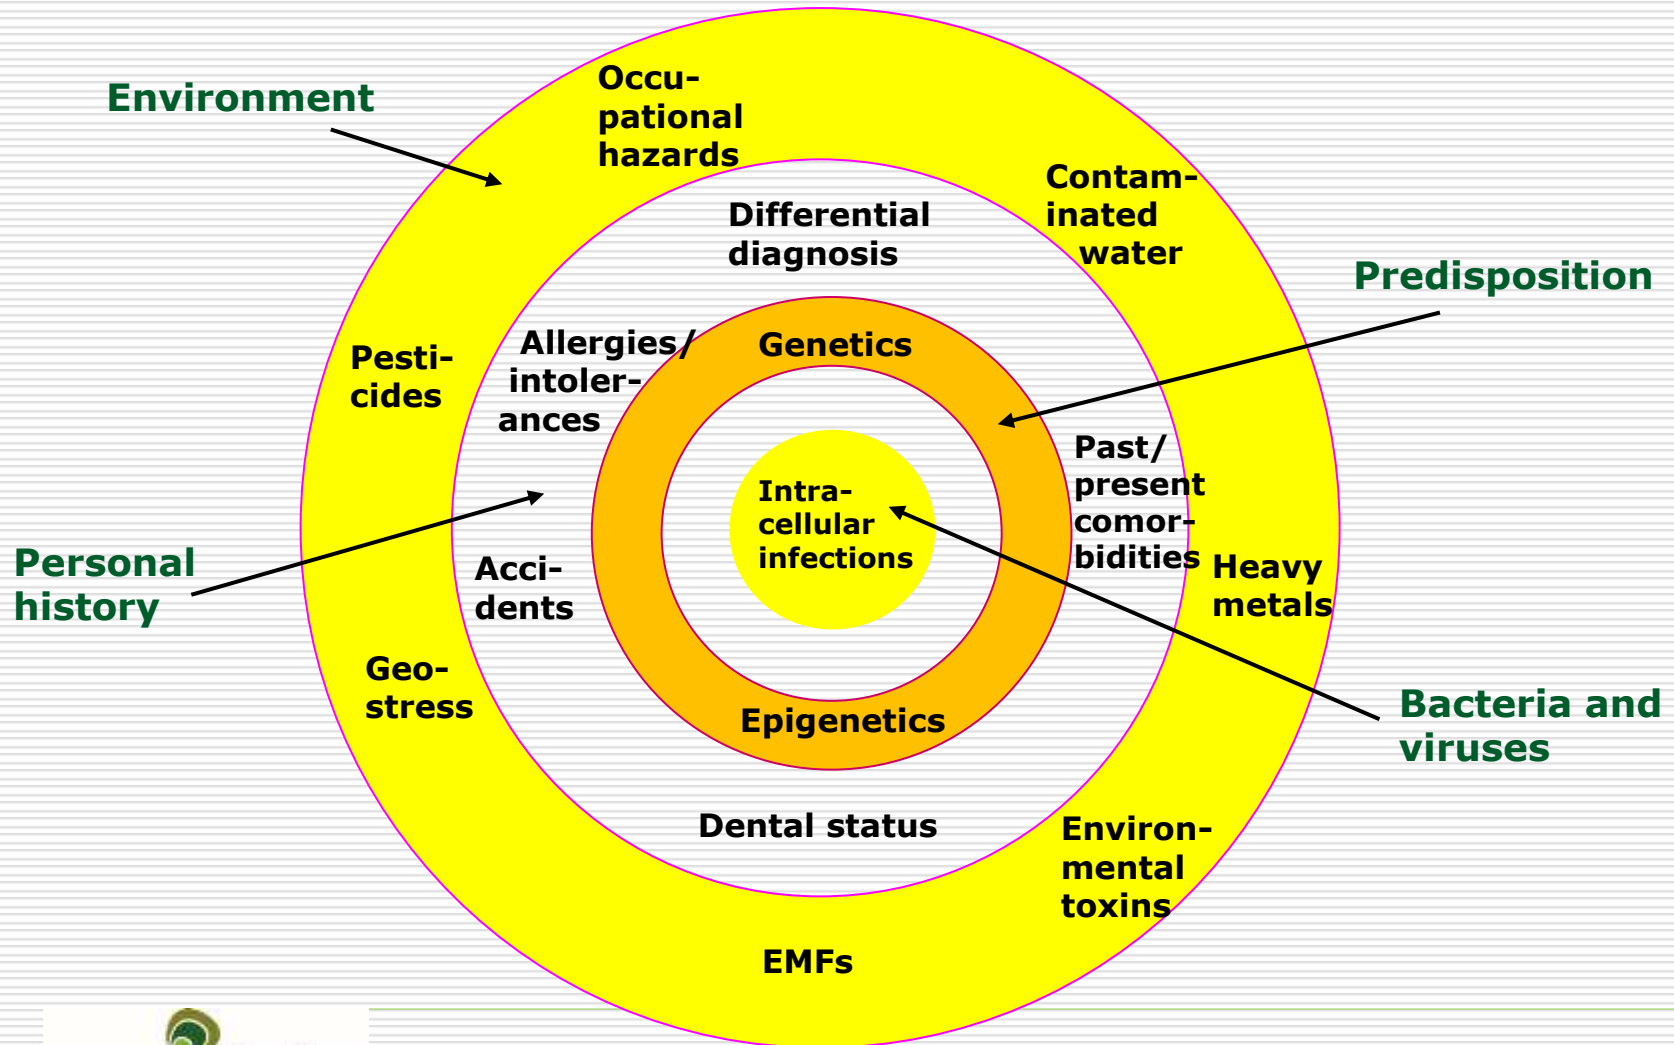 Environment
Occu-
pational
hazards
Contam-
inated
water
Differential
diagnosis
Predisposition
Pesti-
cides
Allergies/
intoler-
ances
Genetics
Past/
present
comor-
bidities
Intra-
cellular
infections
Personal
history
Acci-
dents
Heavy
metals
Geo-
stress
Epigenetics
Bacteria and
viruses
Dental status
Environ-
mental
toxins
EMFs